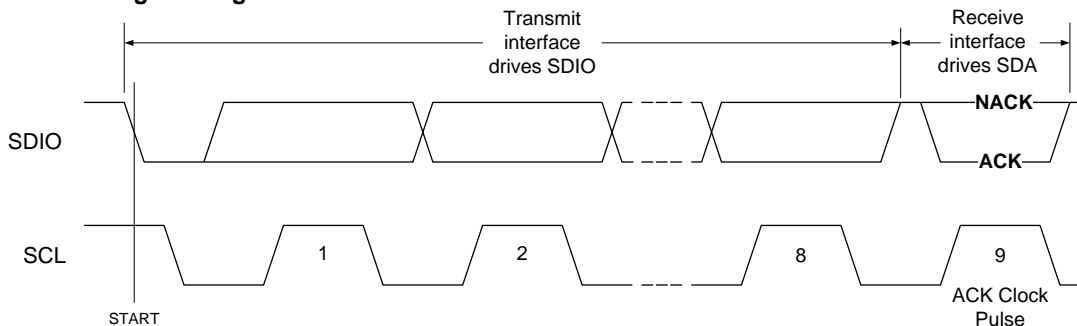 Transmit
interface
drives SDIO
Receive
interface
drives SDA
SDIO
NACK
ACK
SCL
1
2
8
9
START
ACK Clock
Pulse